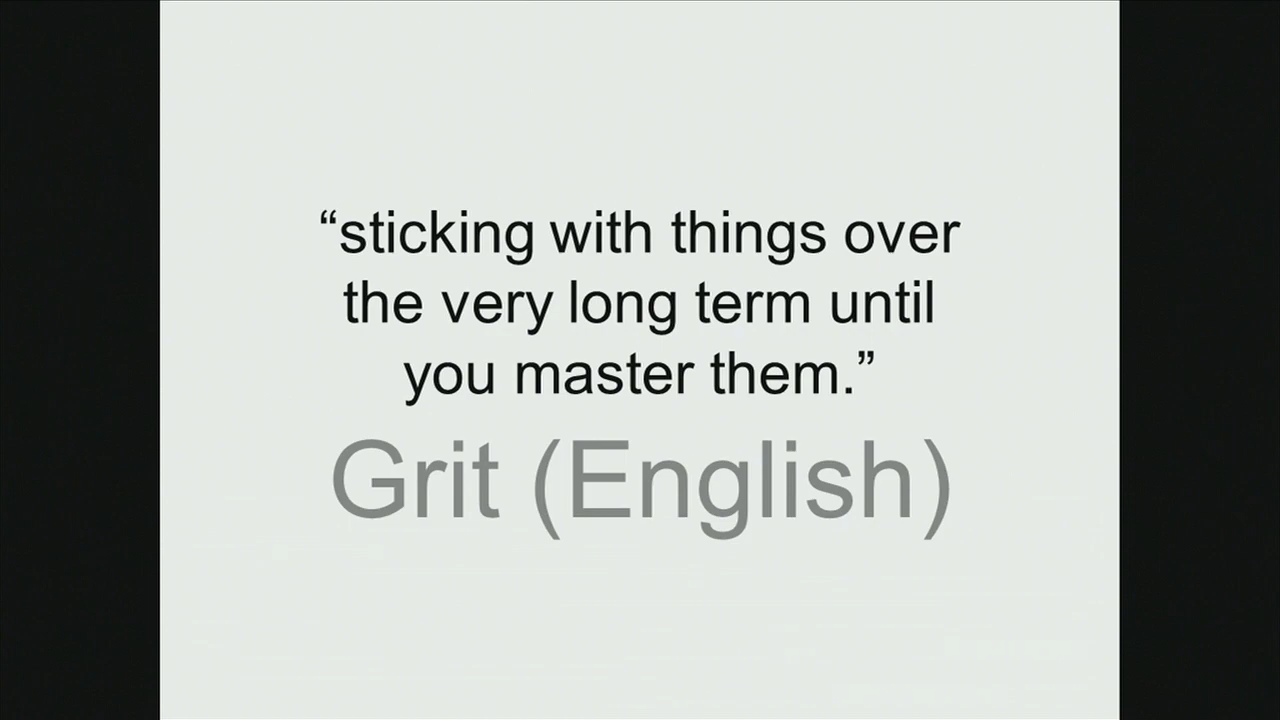 “sticking with things over
the very long term until
you master them.”
Grit (English)